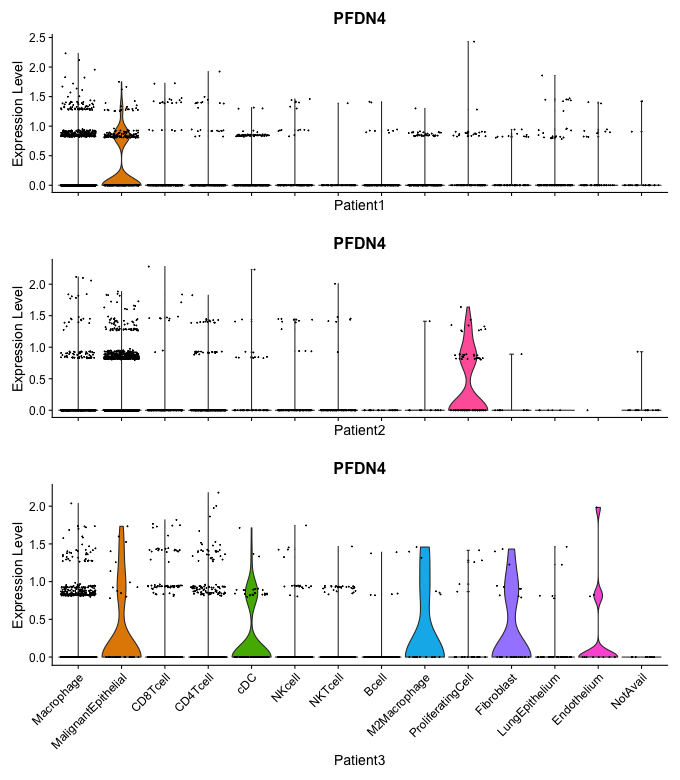 PFDN4
Expression Level
2.5
2.0
1.5
1.0
0.5
0.0
Patient1
PFDN4
Expression Level
2.0
1.5
1.0
0.5
0.0
Patient2
PFDN4
Expression Level
2.0
1.5
1.0
0.5
0.0
Macrophage
MalignantEpithelial
CD8Tcell
CD4Tcell
cDC
NKcell
NKTcell
Bcell
M2Macrophage
ProliferatingCell
Fibroblast
LungEpithelium
Endothelium
NotAvail
Patient3